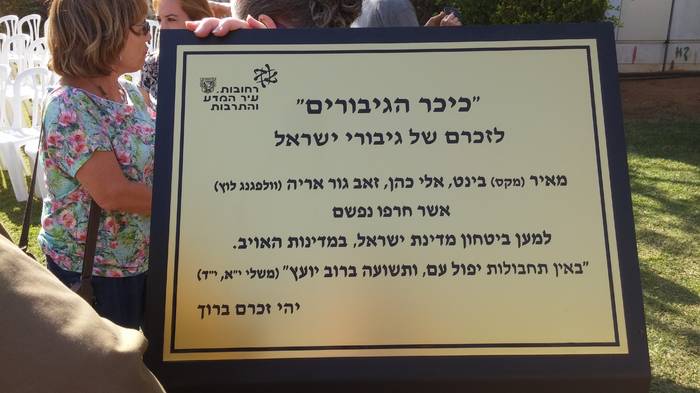 רחובות.
עיר המדע
והתרבות
"כיכר הגיבורים"
לזכרם של גיבורי ישראל
מאיר (מקס) בינט, אלי כהן, זאב גור אריה (וולפגנג לוץ)
אשר חרפו נפשם
למען ביטחון מדינת ישראל, במדינות האויב.
"באין תחבולות יפול עם, ותשועה ברוב יועץ" (משלי י"א, י"ד)
יהי זכרם ברוך